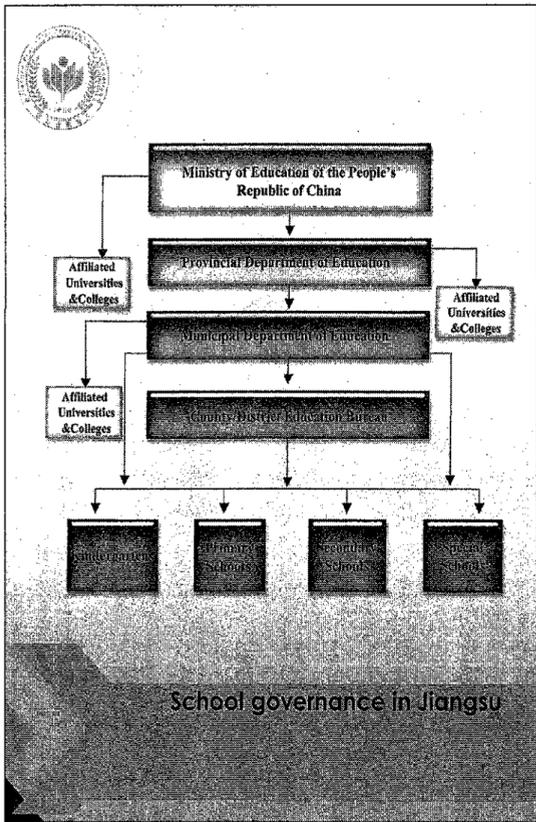 Ministry of Education of the People's
Republic of China
Provincial Department of Education
Affiliated
Universities
&Colleges
Affiliated
Universities
&Colleges
Municipal Department of Education
Affiliated
Universities
&Colleges
County/District Education Bureau
kindergartens
Primary
Schools
Secondary
Schools
Special
Schools
School governance in Jiangsu